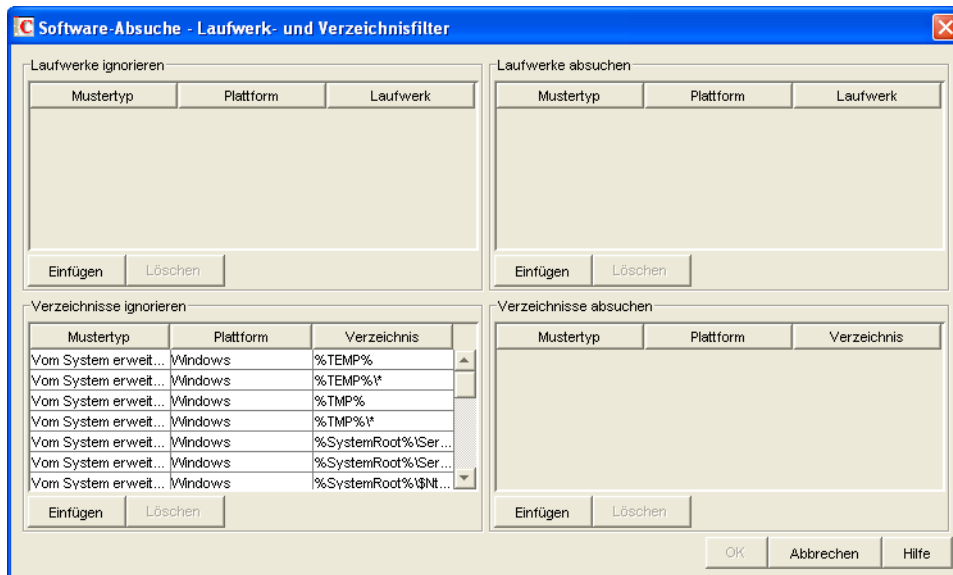 Software-Absuche - Laufwerk- und Verzeichnisfilter
Laufwerke ignorieren
Mustertyp Plattform Laufwerk
Einfügen Löschen
Laufwerke absuchen
Mustertyp Plattform Laufwerk
Einfügen Löschen
Verzeichnisse ignorieren
Mustertyp Plattform Verzeichnis
Vom System erweit... Windows %TEMP%
Vom System erweit... Windows %TEMP%\*
Vom System erweit... Windows %TMP%
Vom System erweit... Windows %TMP%\*
Vom System erweit... Windows %SystemRoot%\Ser...
Vom System erweit... Windows %SystemRoot%\Ser...
Vom System erweit... Windows %SystemRoot%\$Nt...
Einfügen Löschen
Verzeichnisse absuchen
Mustertyp Plattform Verzeichnis
Einfügen Löschen
OK Abbrechen Hilfe